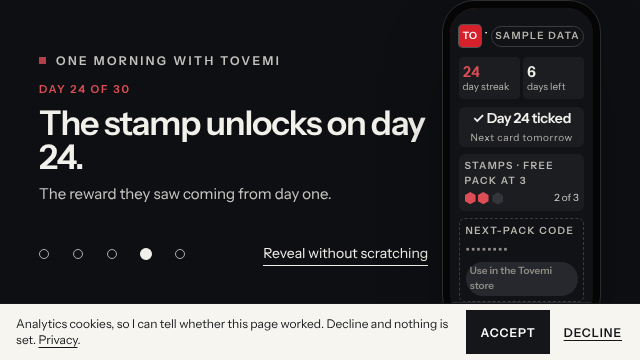 ONE MORNING WITH TOVEMI
DAY 24 OF 30
The stamp unlocks on day
24.
The reward they saw coming from day one.
Reveal without scratching
TO
SAMPLE DATA
24
day streak
6
days left
✓ Day 24 ticked
Next card tomorrow
STAMPS · FREE
PACK AT 3
2 of 3
NEXT-PACK CODE
Use in the Tovemi
store
Analytics cookies, so I can tell whether this page worked. Decline and nothing is
set. Privacy.
ACCEPT
DECLINE